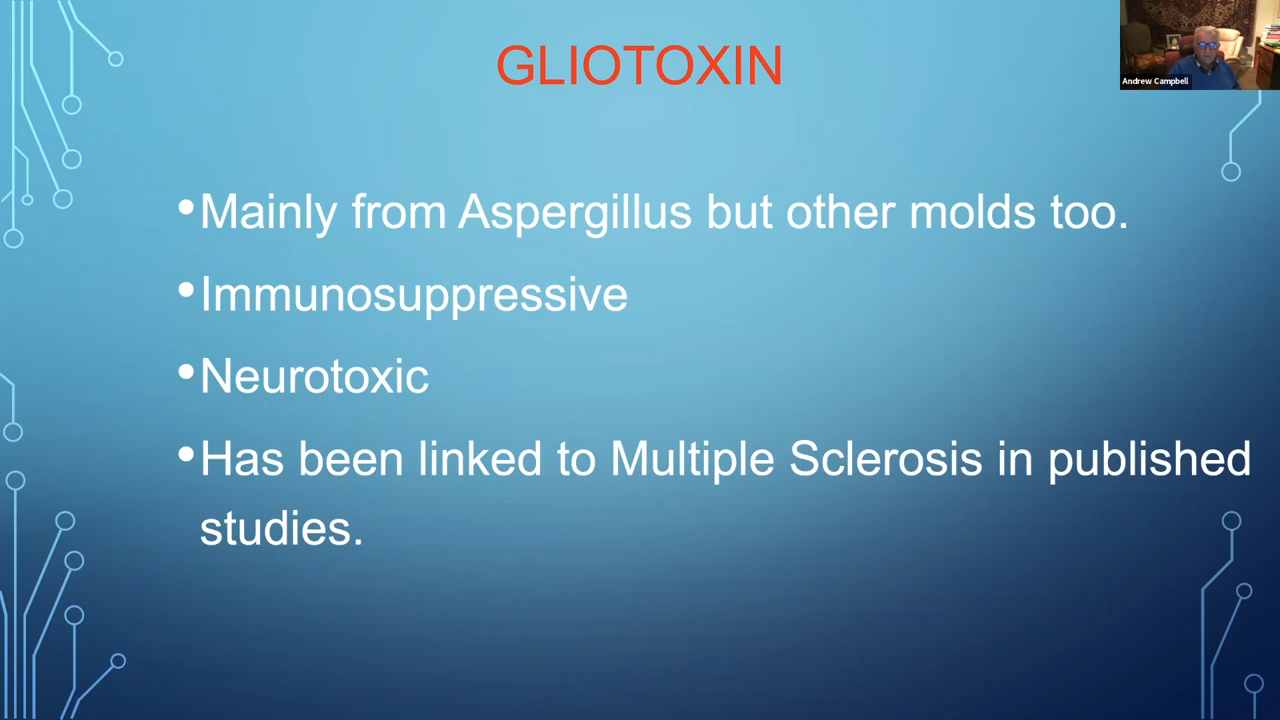 GLIOTOXIN
Andrew Campbell
•Mainly from Aspergillus but other molds too.
•Immunosuppressive
•Neurotoxic
•Has been linked to Multiple Sclerosis in published
studies.